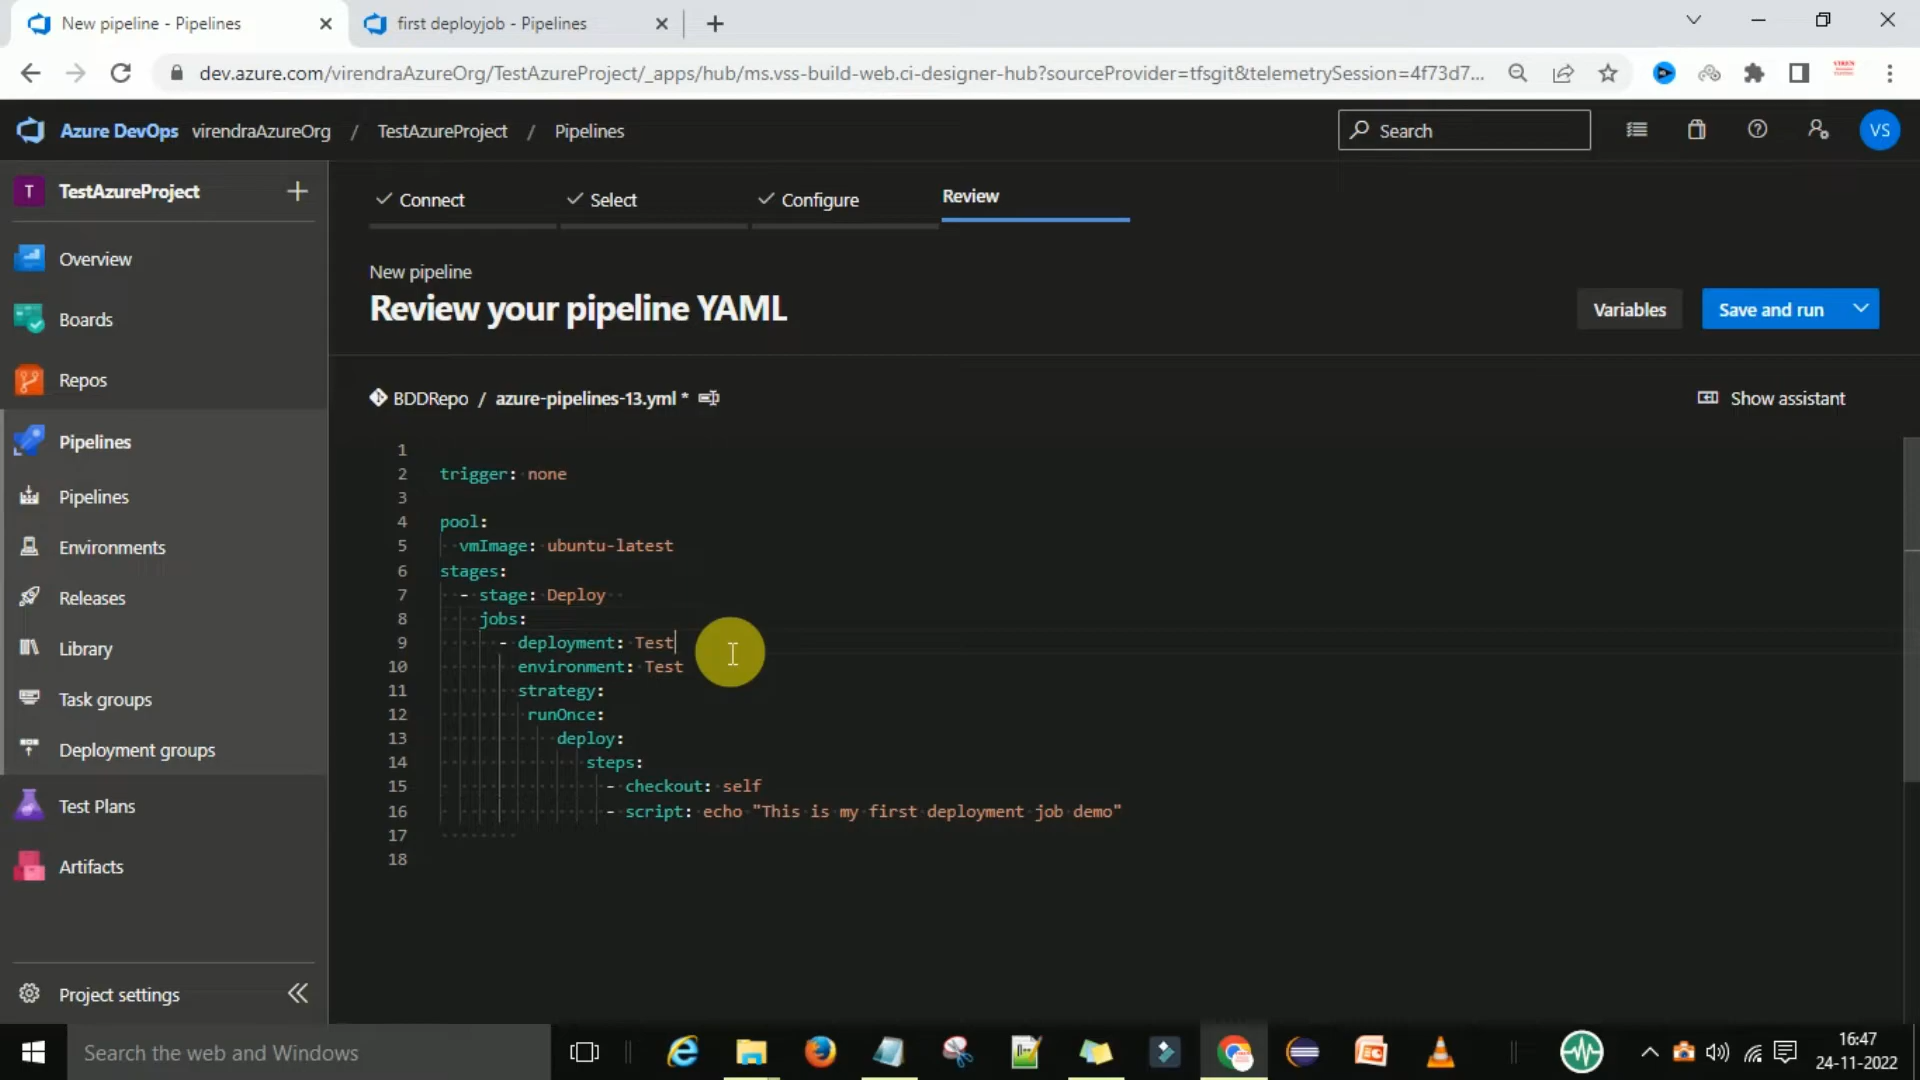 New pipeline - Pipelines
first deployjob - Pipelines
dev.azure.com/virendraAzureOrg/TestAzureProject/_apps/hub/ms.vss-build-web.ci-designer-hub?sourceProvider=tfsgit&telemetrySession=4f73d7...
Azure DevOps virendraAzureOrg / TestAzureProject / Pipelines
Search
VS
T TestAzureProject
Overview
Boards
Repos
Pipelines
Pipelines
Environments
Releases
Library
Task groups
Deployment groups
Test Plans
Artifacts
Project settings
Connect
Select
Configure
Review
New pipeline
Review your pipeline YAML
Variables
Save and run
BDDRepo / azure-pipelines-13.yml *
Show assistant
1
2 trigger: none
3
4 pool:
5   vmImage: ubuntu-latest
6 stages:
7   - stage: Deploy
8     jobs:
9       - deployment: Test
10         environment: Test
11         strategy:
12          runOnce:
13             deploy:
14                steps:
15                  - checkout: self
16                  - script: echo "This is my first deployment job demo"
17
18
Search the web and Windows
16:47
24-11-2022